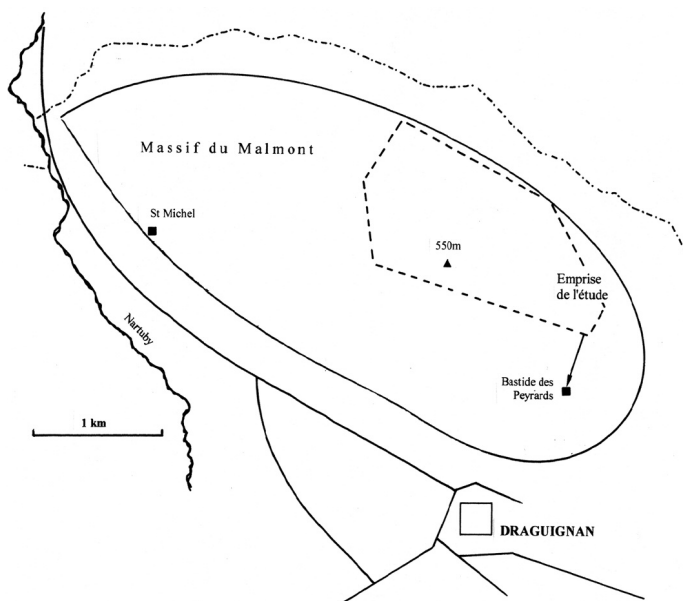 Massif du Malmont
St Michel
550m
Emprise
de l'étude
Nartuby
Bastide des
Peyrards
1 km
DRAGUIGNAN